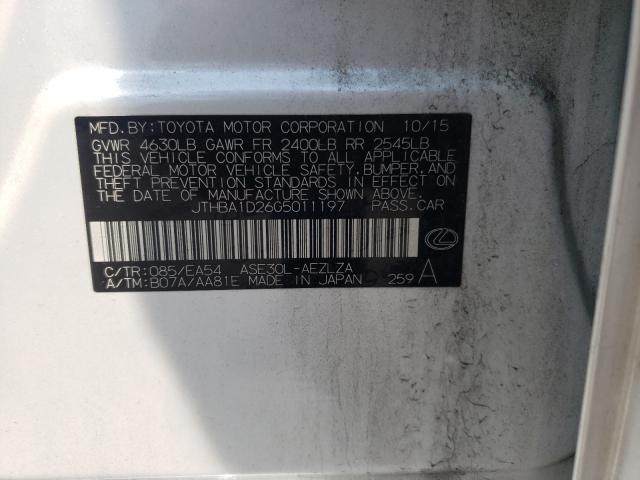 MFD. BY: TOYOTA MOTOR CORPORATION 10/15
GVWR 4630LB GAWR FR 2400LB RR 2545LB
THIS VEHICLE CONFORMS TO ALL APPLICABLE
FEDERAL MOTOR VEHICLE SAFETY, BUMPER, AND
THEFT PREVENTION STANDARDS IN EFFECT ON
THE DATE OF MANUFACTURE SHOWN ABOVE.
JTHBA1D26G5011197 PASS. CAR
C/TR: 085/EA54 ASE30L-AEZLZA
A/TM: B07A/AA81E MADE IN JAPAN 259 A